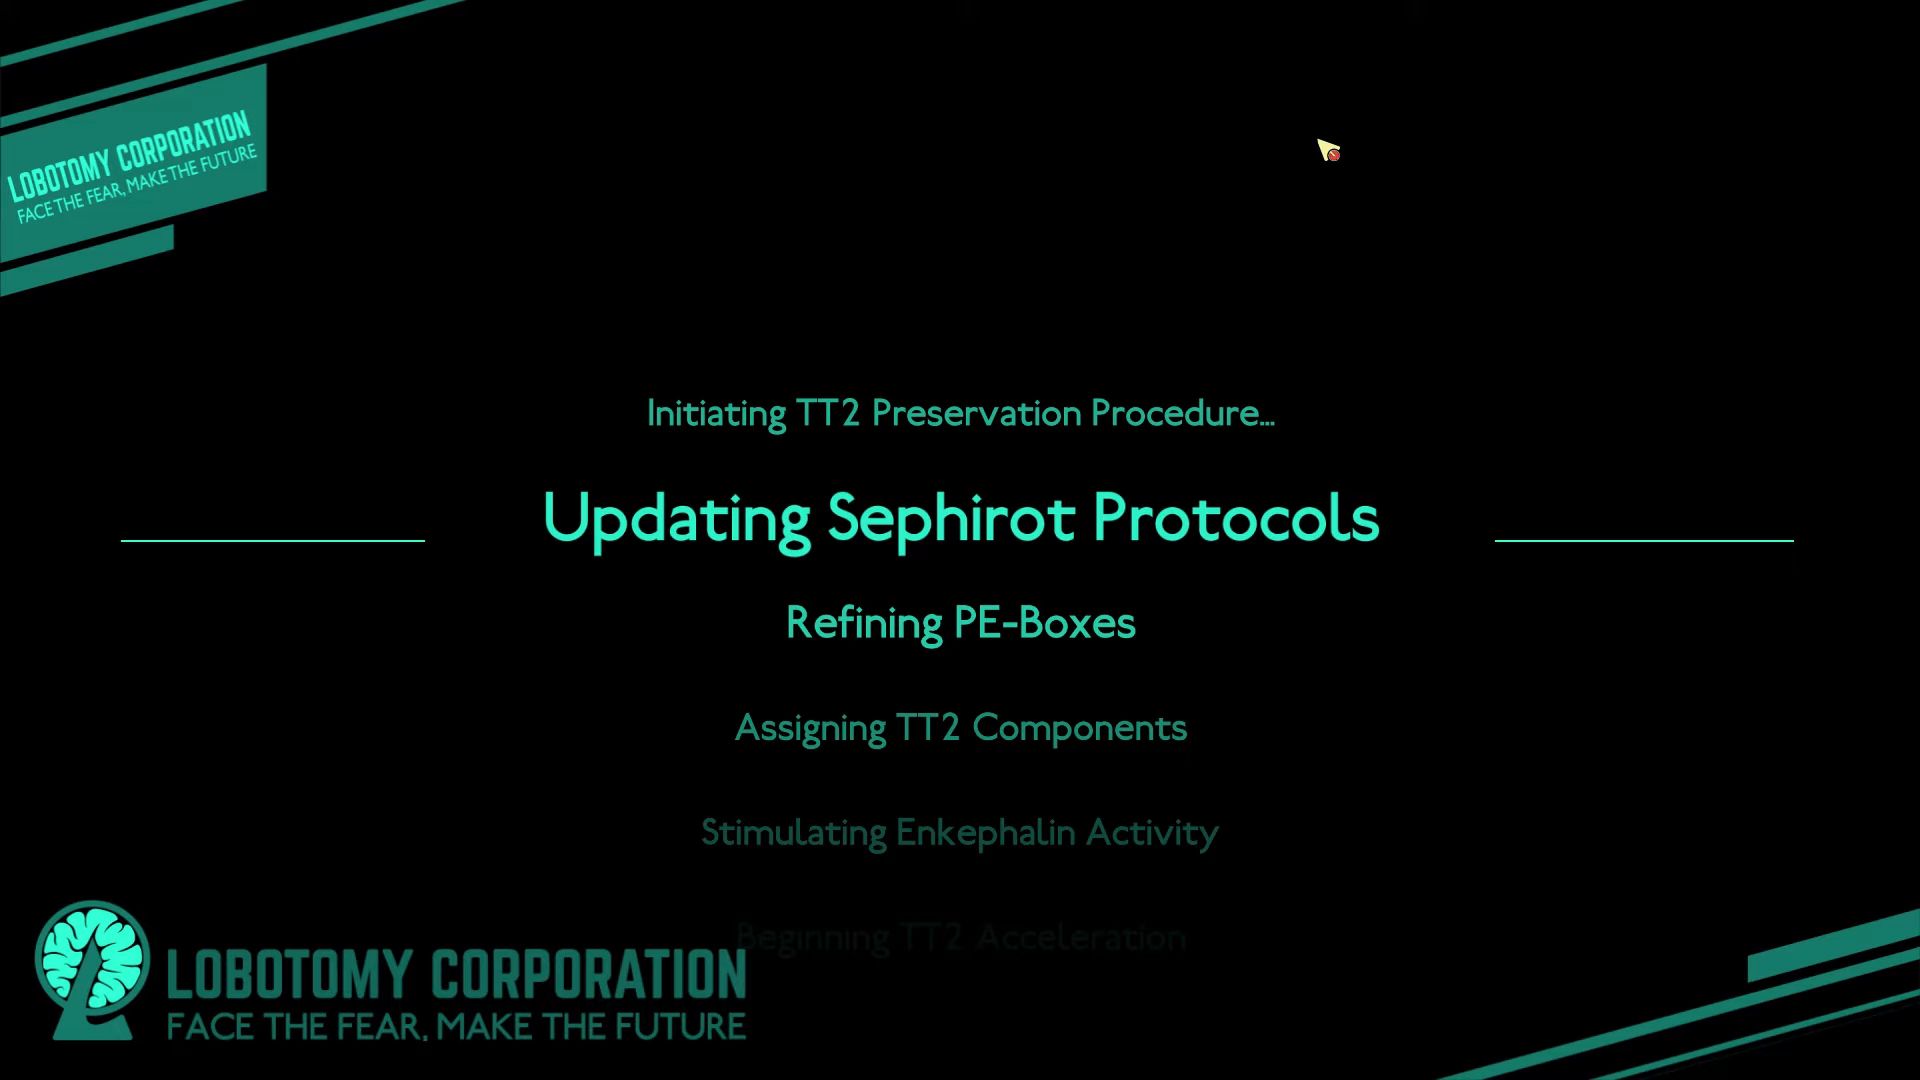 LOBOTOMY CORPORATION
FACE THE FEAR, MAKE THE FUTURE
Initiating TT2 Preservation Procedure...
Updating Sephirot Protocols
Refining PE-Boxes
Assigning TT2 Components
Stimulating Enkephalin Activity
Beginning TT2 Acceleration
LOBOTOMY CORPORATION
FACE THE FEAR, MAKE THE FUTURE